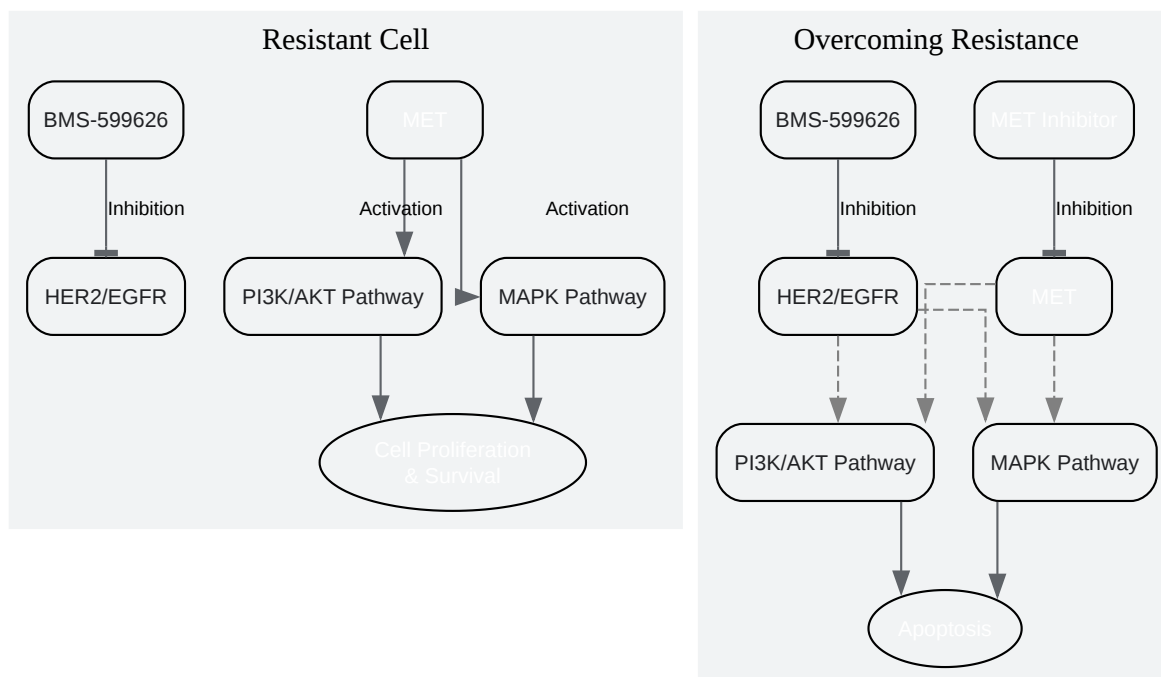 Resistant Cell
BMS-599626
MET
Inhibition
Activation
Activation
HER2/EGFR
PI3K/AKT Pathway
MAPK Pathway
Cell Proliferation
& Survival
Overcoming Resistance
BMS-599626
MET Inhibitor
Inhibition
Inhibition
HER2/EGFR
MET
PI3K/AKT Pathway
MAPK Pathway
Apoptosis